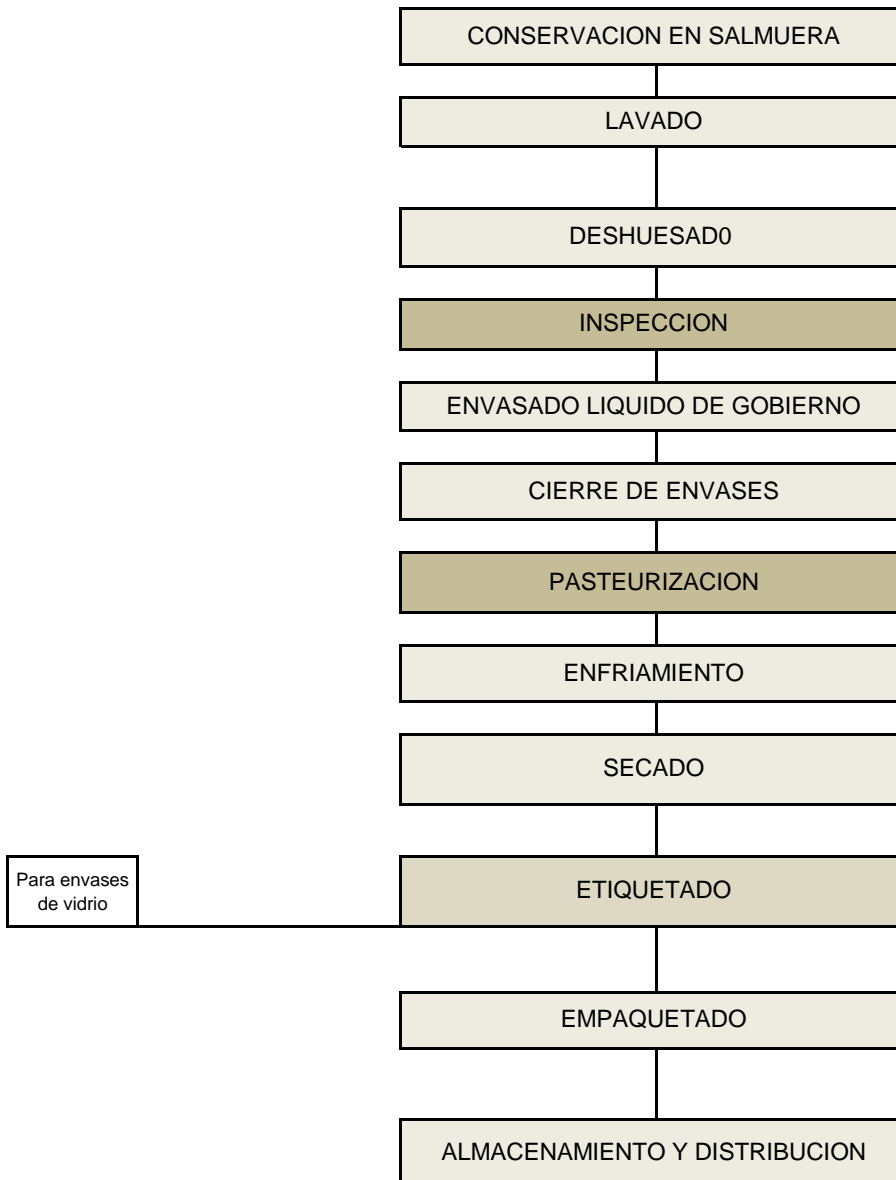 CONSERVACION EN SALMUERA
LAVADO
DESHUESAD0
INSPECCION
ENVASADO LIQUIDO DE GOBIERNO
CIERRE DE ENVASES
PASTEURIZACION
ENFRIAMIENTO
SECADO
Para envases
de vidrio
ETIQUETADO
EMPAQUETADO
ALMACENAMIENTO Y DISTRIBUCION